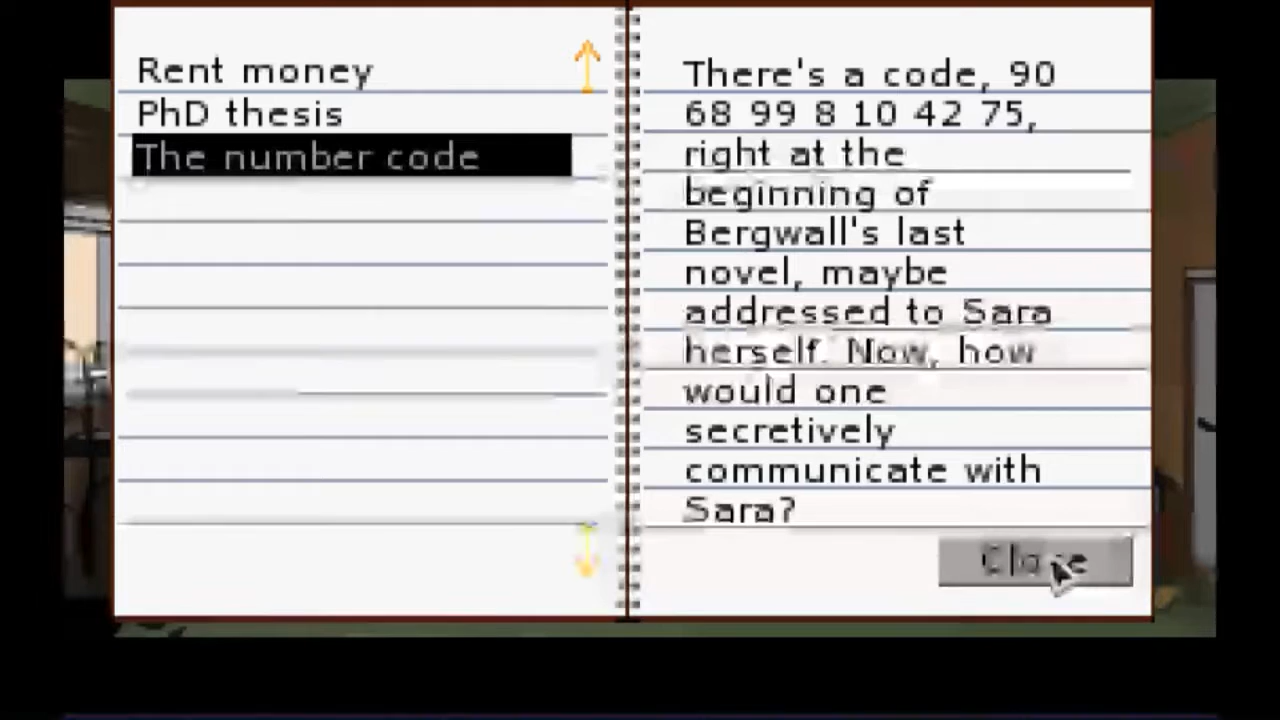 Rent money
PhD thesis
The number code
There's a code, 90
68 99 8 10 42 75,
right at the
beginning of
Bergwall's last
novel, maybe
addressed to Sara
herself. Now, how
would one
secretively
communicate with
Sara?
Close